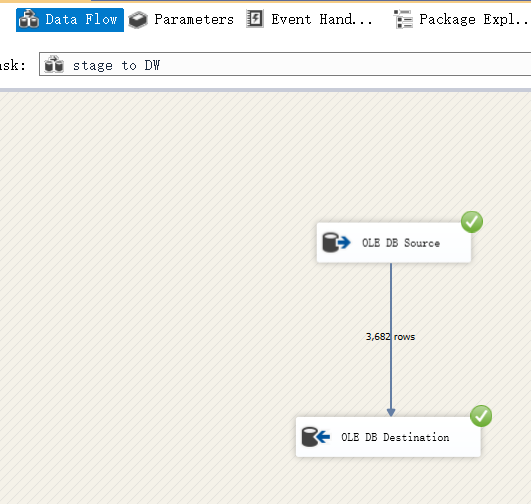 Data Flow Parameters Event Hand... Package Expl..
ask: stage to DW
OLE DB Source
3,682 rows
OLE DB Destination